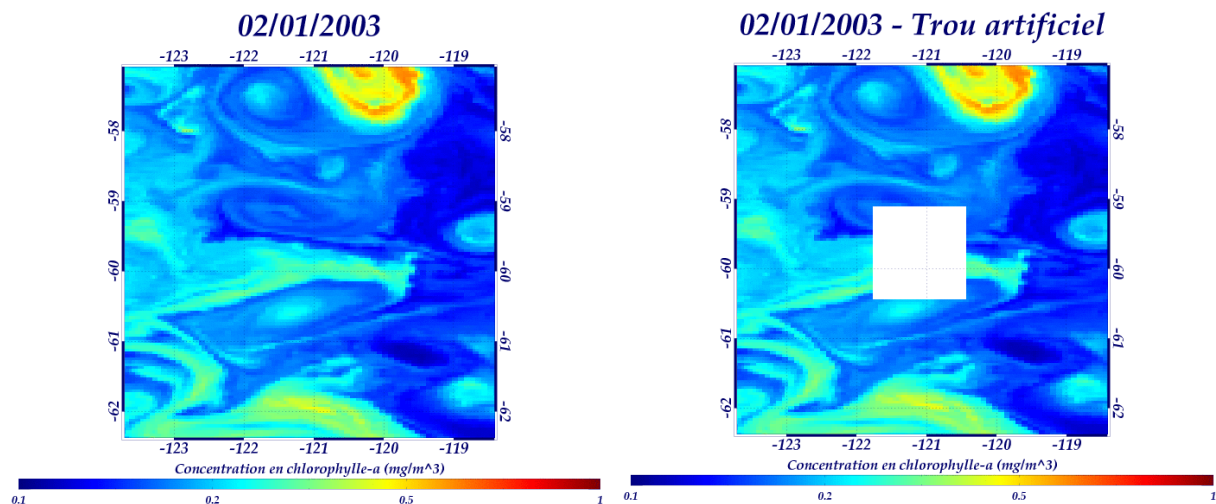 02/01/2003
-123 -122 -121 -120 -119
-58 -58
-59 -59
-60 -60
-61 -61
-62 -62
-123 -122 -121 -120 -119
Concentration en chlorophylle-a (mg/m^3)
0.1 0.2 0.5 1
02/01/2003 - Trou artificiel
-123 -122 -121 -120 -119
-58 -58
-59 -59
-60 -60
-61 -61
-62 -62
-123 -122 -121 -120 -119
Concentration en chlorophylle-a (mg/m^3)
0.1 0.2 0.5 1